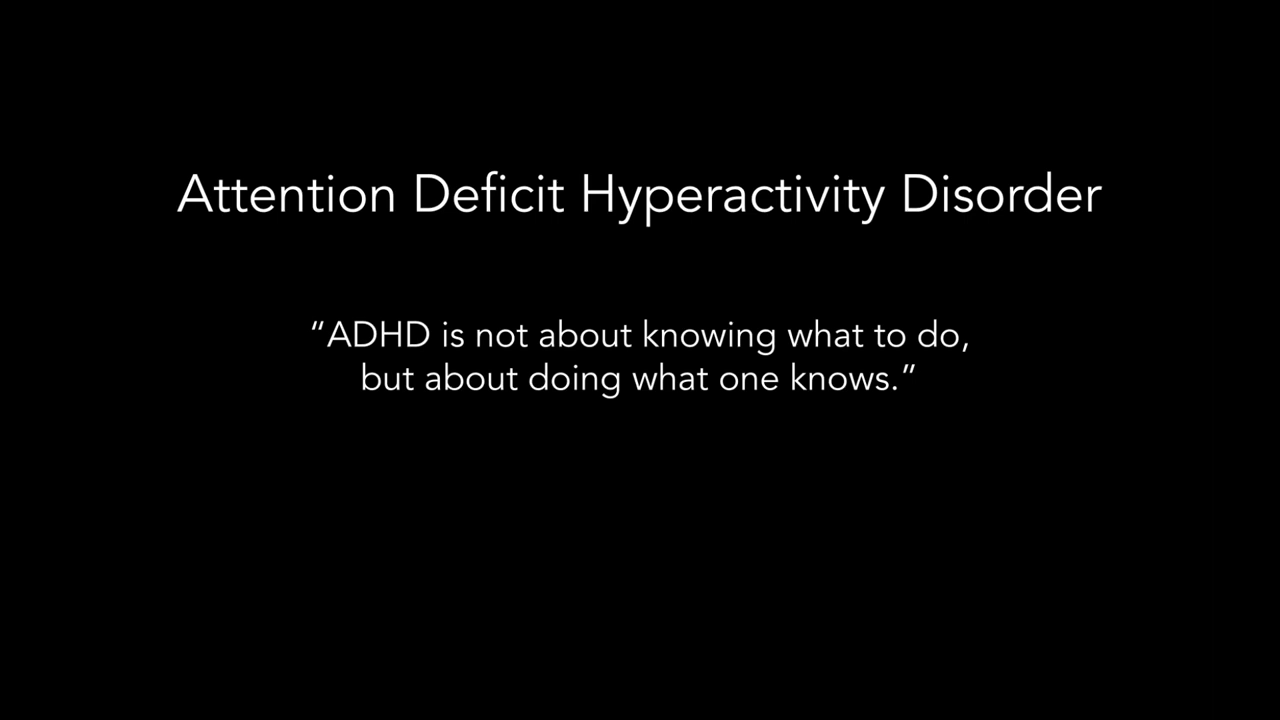 Attention Deficit Hyperactivity Disorder
“ADHD is not about knowing what to do,
but about doing what one knows.”